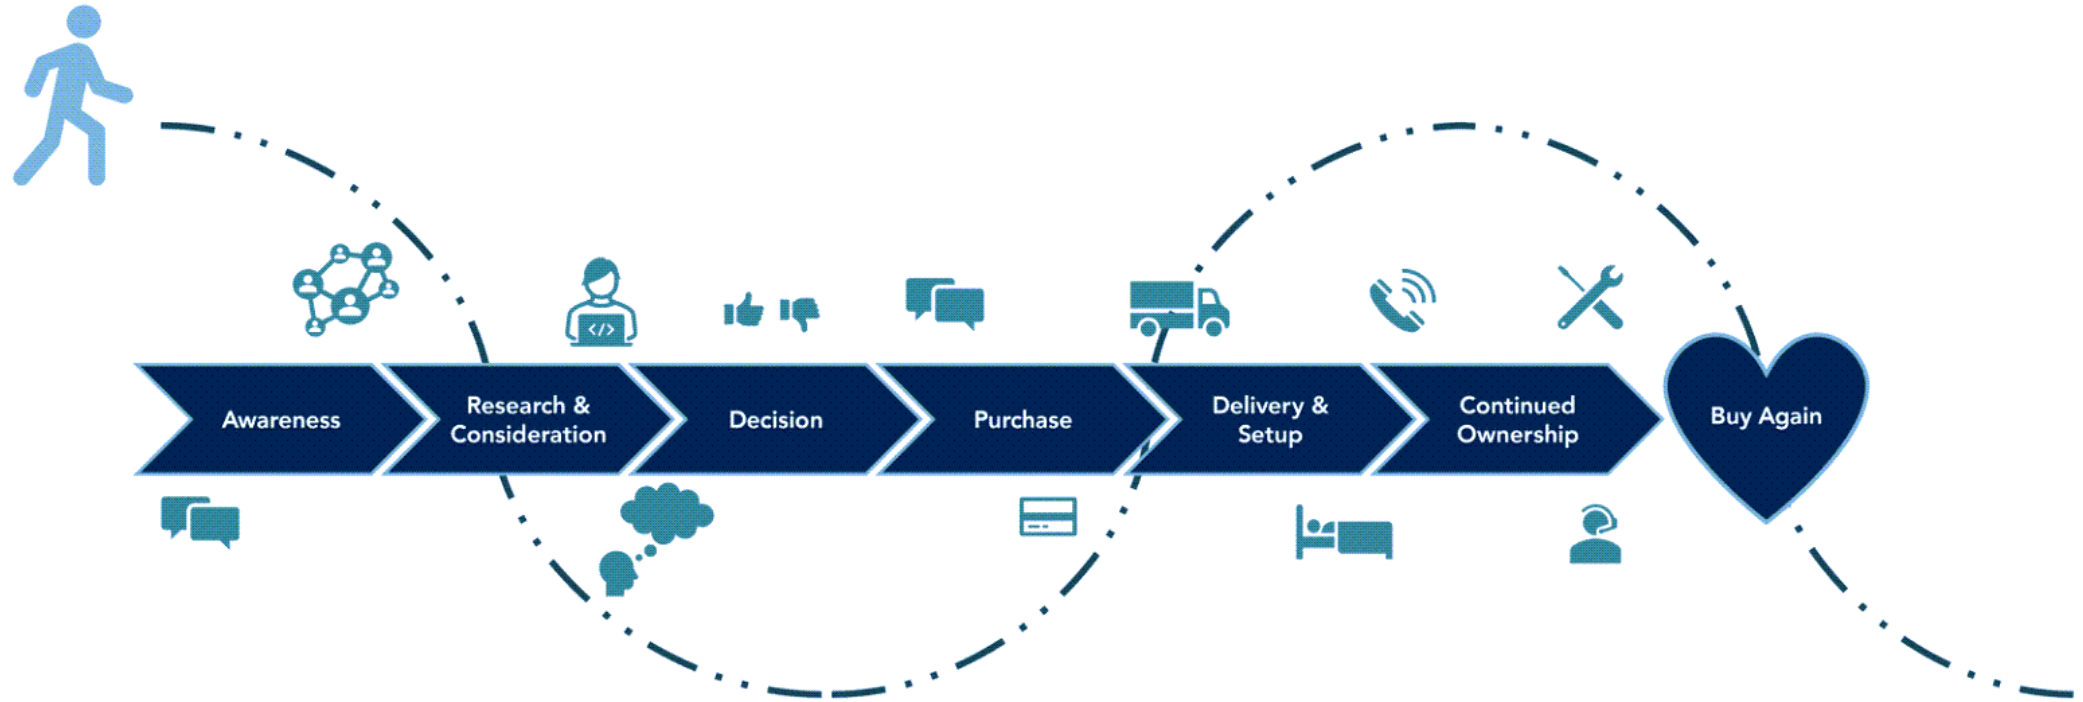 Awareness
Research &
Consideration
Decision
Purchase
Delivery &
Setup
Continued
Ownership
Buy Again